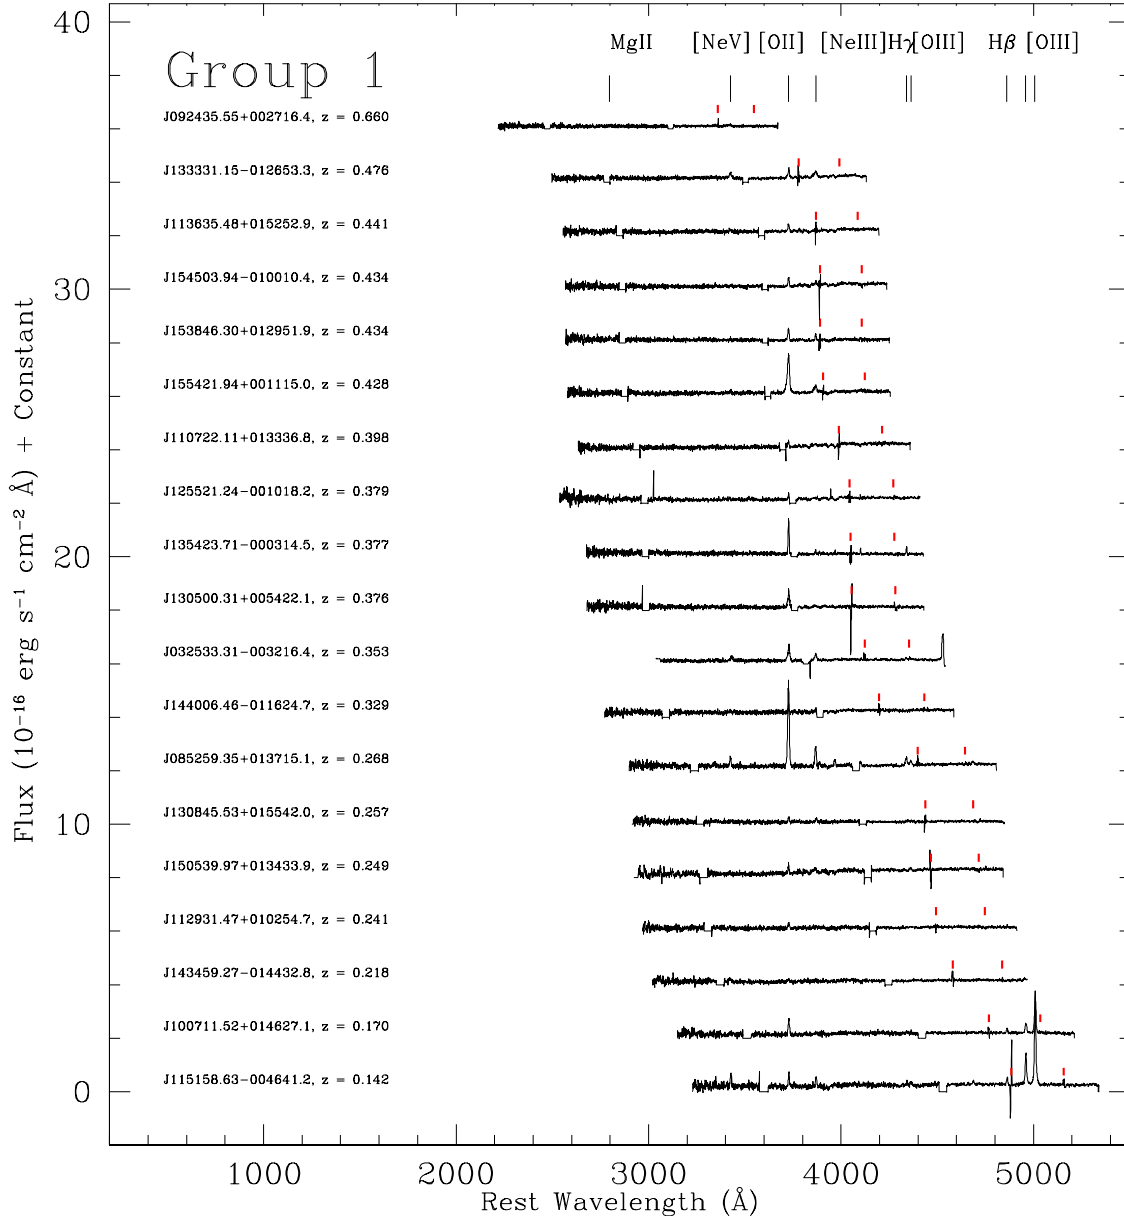 40
MgII [NeV] [OII] [NeIII] Hγ [OIII] Hβ [OIII]
Group 1
J092435.55+002716.4, z = 0.660
J133331.15-012653.3, z = 0.476
J113635.48+015252.9, z = 0.441
30
J154503.94-010010.4, z = 0.434
J153846.30+012951.9, z = 0.434
J155421.94+001115.0, z = 0.428
J110722.11+013336.8, z = 0.398
J125521.24-001018.2, z = 0.379
20
J135423.71-000314.5, z = 0.377
J130500.31+005422.1, z = 0.376
J032533.31-003216.4, z = 0.353
J144006.46-011624.7, z = 0.329
J085259.35+013715.1, z = 0.268
10
J130845.53+015542.0, z = 0.257
J150539.97+013433.9, z = 0.249
J112931.47+010254.7, z = 0.241
J143459.27-014432.8, z = 0.218
J100711.52+014627.1, z = 0.170
J115158.63-004641.2, z = 0.142
0
Flux (10⁻¹⁶ erg s⁻¹ cm⁻² Å) + Constant
1000 2000 3000 4000 5000
Rest Wavelength (Å)